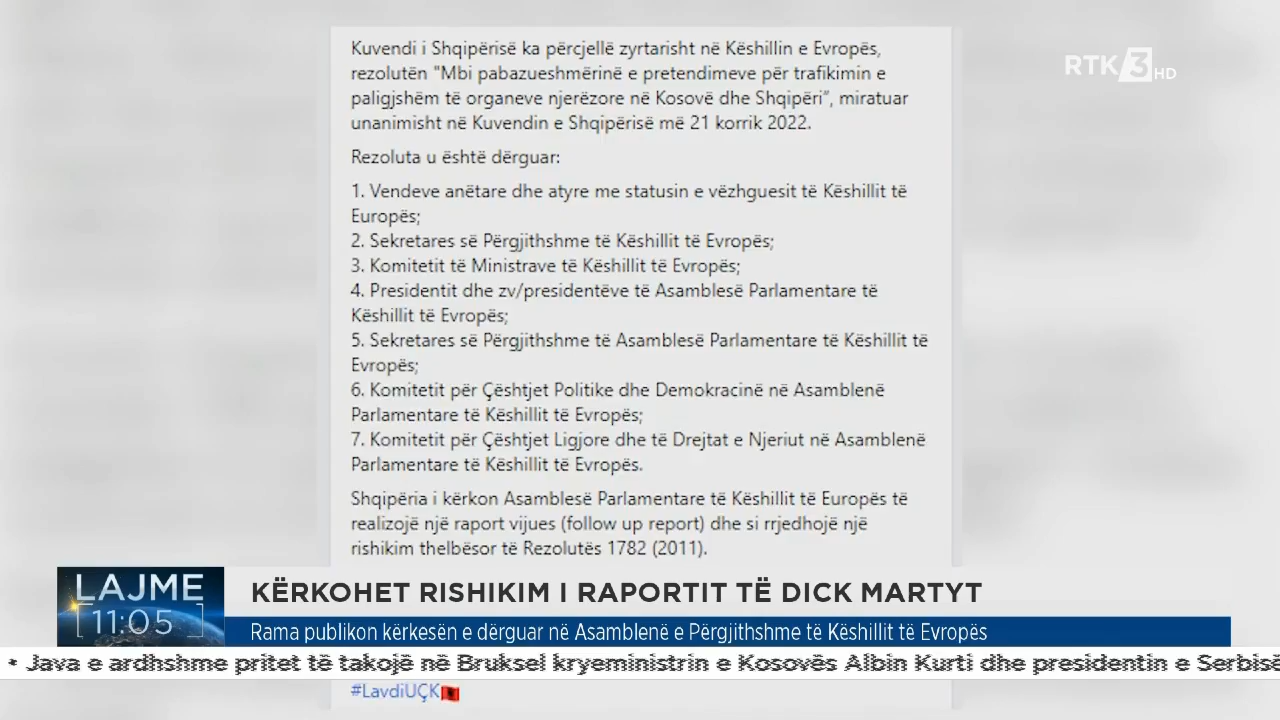 Kuvendi i Shqipërisë ka përcjellë zyrtarisht në Këshillin e Evropës,
rezolutën "Mbi pabazueshmërinë e pretendimeve për trafikimin e
paligjshëm të organeve njerëzore në Kosovë dhe Shqipëri”, miratuar
unanimisht në Kuvendin e Shqipërisë më 21 korrik 2022.
Rezoluta u është dërguar:
1. Vendeve anëtare dhe atyre me statusin e vëzhguesit të Këshillit të
Europës;
2. Sekretares së Përgjithshme të Këshillit të Evropës;
3. Komitetit të Ministrave të Këshillit të Evropës;
4. Presidentit dhe zv/presidentëve të Asamblesë Parlamentare të
Këshillit të Evropës;
5. Sekretares së Përgjithshme të Asamblesë Parlamentare të Këshillit të
Evropës;
6. Komitetit për Çështjet Politike dhe Demokracinë në Asamblenë
Parlamentare të Këshillit të Evropës;
7. Komitetit për Çështjet Ligjore dhe të Drejtat e Njeriut në Asamblenë
Parlamentare të Këshillit të Evropës.
Shqipëria i kërkon Asamblesë Parlamentare të Këshillit të Europës të
realizojë një raport vijues (follow up report) dhe si rrjedhojë një
rishikim thelbësor të Rezolutës 1782 (2011).
RTK 3 HD
LAJME
11:05
KËRKOHET RISHIKIM I RAPORTIT TË DICK MARTYT
Rama publikon kërkesën e dërguar në Asamblenë e Përgjithshme të Këshillit të Evropës
• Java e ardhshme pritet të takojë në Bruksel kryeministrin e Kosovës Albin Kurti dhe presidentin e Serbisë
#LavdiUÇK